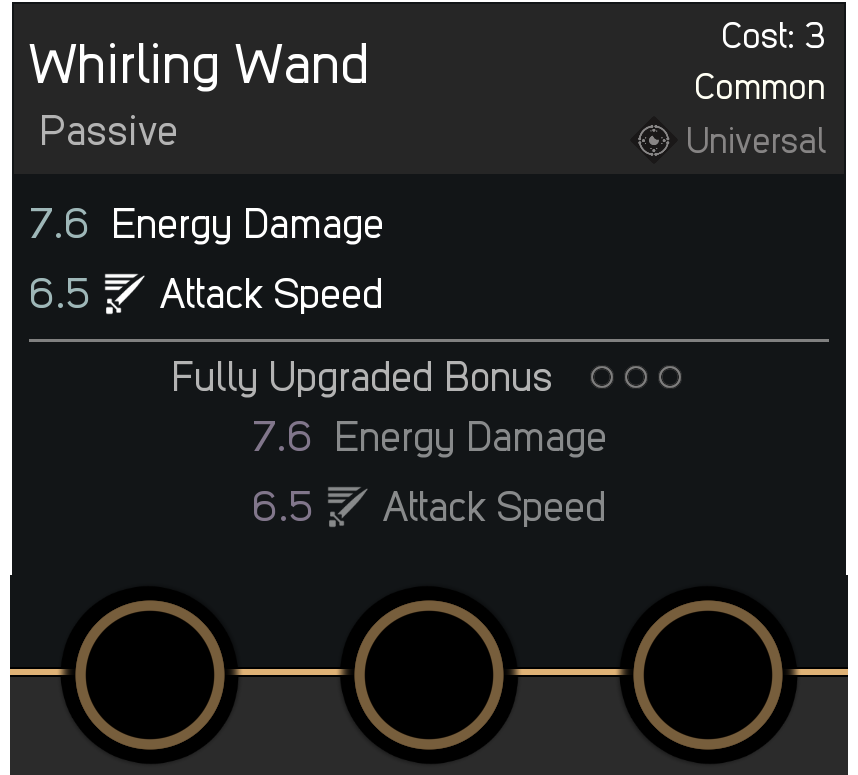 Whirling Wand
Cost: 3
Common
Passive
Universal
7.6 Energy Damage
6.5 Attack Speed
Fully Upgraded Bonus
7.6 Energy Damage
6.5 Attack Speed